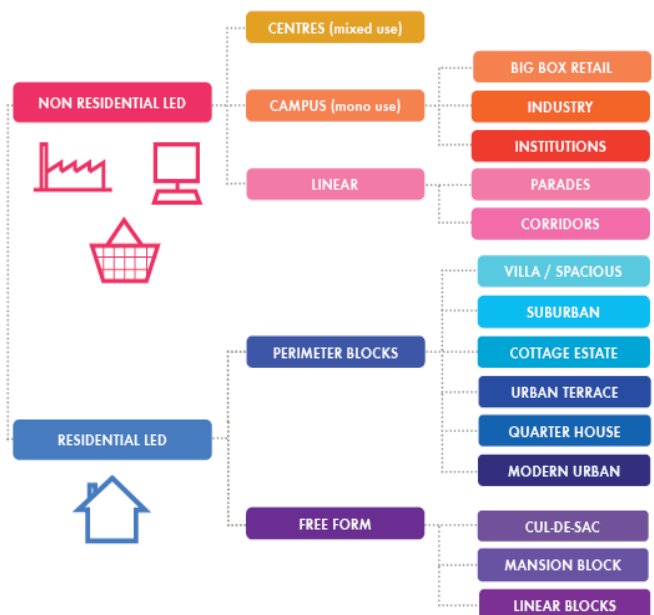 CENTRES (mixed use)
NON RESIDENTIAL LED
CAMPUS (mono use)
BIG BOX RETAIL
INDUSTRY
INSTITUTIONS
LINEAR
PARADES
CORRIDORS
RESIDENTIAL LED
PERIMETER BLOCKS
VILLA / SPACIOUS
SUBURBAN
COTTAGE ESTATE
URBAN TERRACE
QUARTER HOUSE
MODERN URBAN
FREE FORM
CUL-DE-SAC
MANSION BLOCK
LINEAR BLOCKS